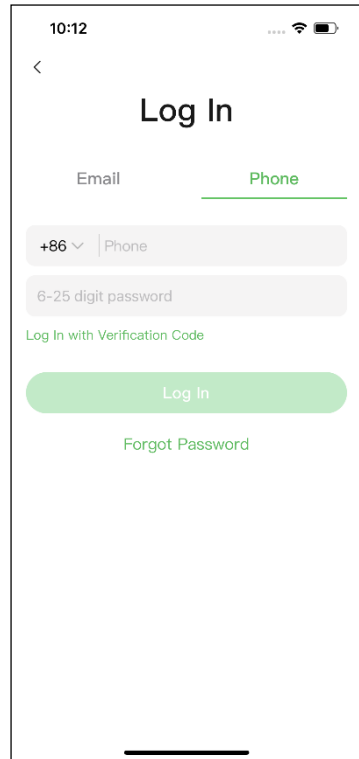 10:12
Log In
Email Phone
+86 Phone
6-25 digit password
Log In with Verification Code
Log In
Forgot Password